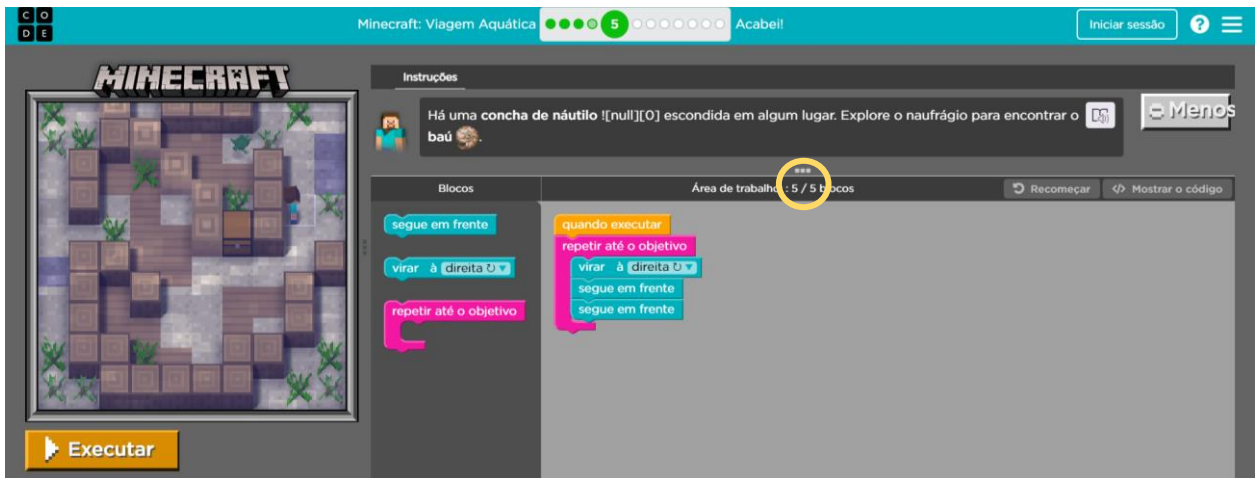 C O
D E
Minecraft: Viagem Aquática
5
Acabei!
Iniciar sessão
?
MINECRAFT
Instruções
Há uma concha de náutilo ![null][0] escondida em algum lugar. Explore o naufrágio para encontrar o
baú .
Menos
Blocos
Área de trabalho : 5 / 5 blocos
Recomeçar
</> Mostrar o código
segue em frente
virar à direita
repetir até o objetivo
quando executar
repetir até o objetivo
virar à direita
segue em frente
segue em frente
Executar